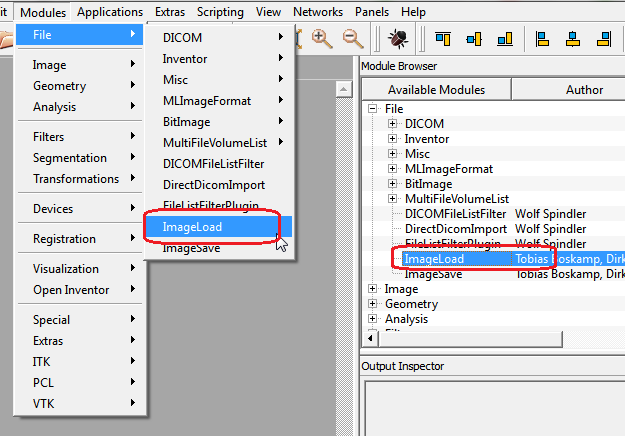 it Modules Applications Extras Scripting View Networks Panels Help
File
Image
Geometry
Analysis
Filters
Segmentation
Transformations
Devices
Registration
Visualization
Open Inventor
Special
Extras
ITK
PCL
VTK
DICOM
Inventor
Misc
MLImageFormat
BitImage
MultiFileVolumeList
DICOMFileListFilter
DirectDicomImport
FileListFilterPlugin
ImageLoad
ImageSave
Module Browser
Available Modules Author
File
DICOM
Inventor
Misc
MLImageFormat
BitImage
MultiFileVolumeList
DICOMFileListFilter Wolf Spindler
DirectDicomImport Wolf Spindler
FileListFilterPlugin Wolf Spindler
ImageLoad Tobias Boskamp, Dirk
ImageSave Tobias Boskamp, Dirk
Image
Geometry
Analysis
Output Inspector